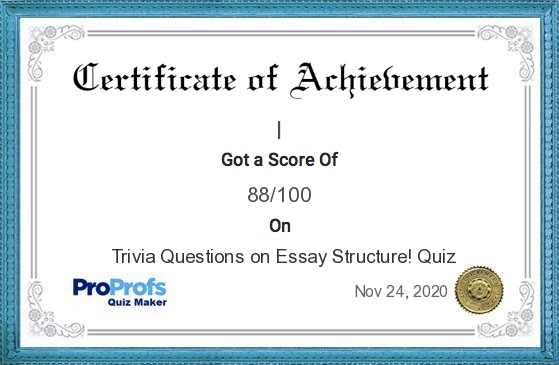 Certificate of Achievement
|
Got a Score Of
88/100
On
Trivia Questions on Essay Structure! Quiz
ProProfs
Quiz Maker
Nov 24, 2020